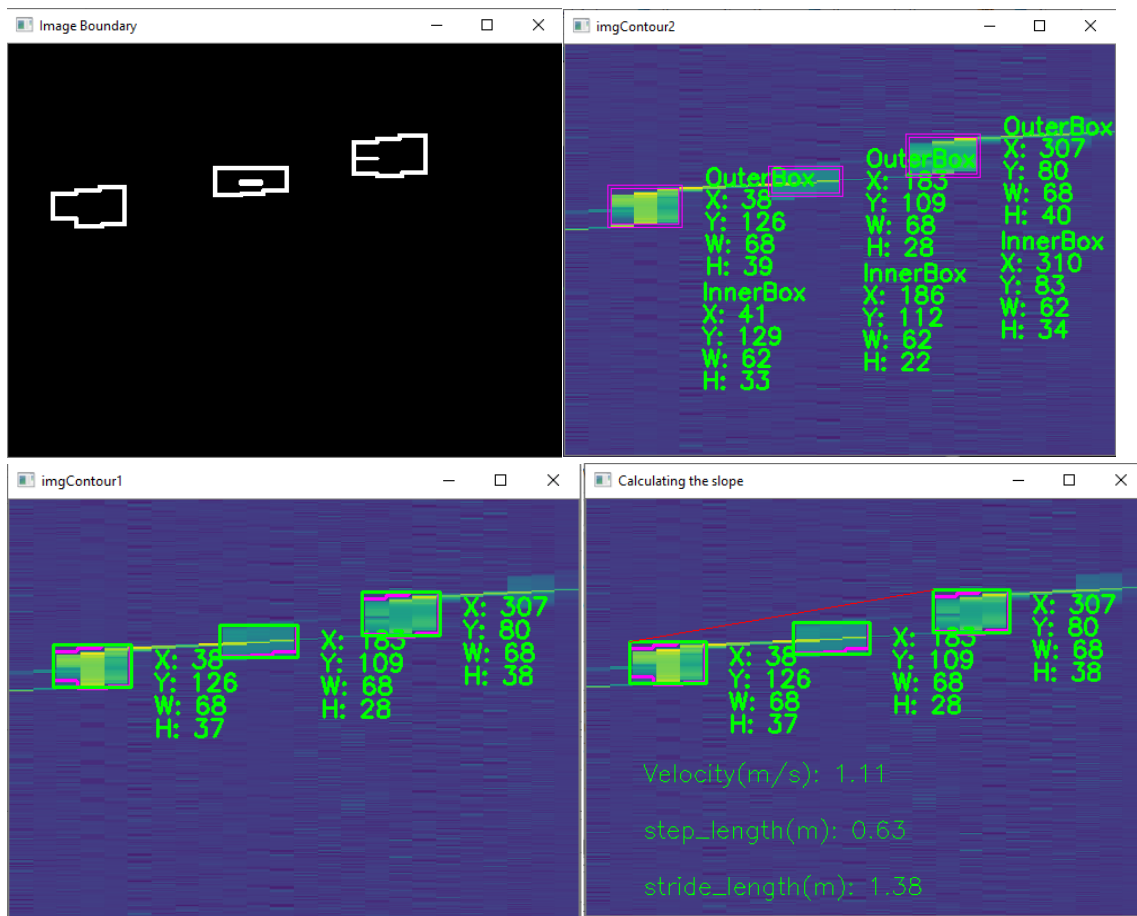 Image Boundary
imgContour2
OuterBox
X: 38
Y: 126
W: 68
H: 39
InnerBox
X: 41
Y: 129
W: 62
H: 33
OuterBox
X: 183
Y: 109
W: 68
H: 28
InnerBox
X: 186
Y: 112
W: 62
H: 22
OuterBox
X: 307
Y: 80
W: 68
H: 40
InnerBox
X: 310
Y: 83
W: 62
H: 34
imgContour1
X: 38
Y: 126
W: 68
H: 37
X: 183
Y: 109
W: 68
H: 28
X: 307
Y: 80
W: 68
H: 38
Calculating the slope
X: 38
Y: 126
W: 68
H: 37
X: 183
Y: 109
W: 68
H: 28
X: 307
Y: 80
W: 68
H: 38
Velocity(m/s): 1.11
step_length(m): 0.63
stride_length(m): 1.38